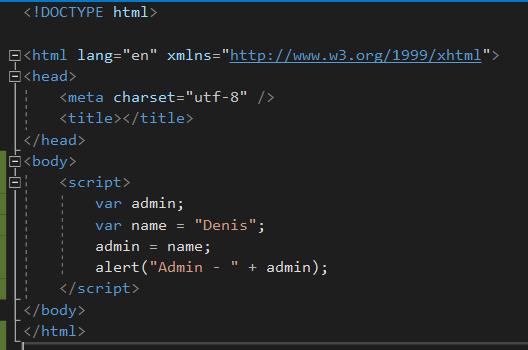 <!DOCTYPE html>
<html lang="en" xmlns="http://www.w3.org/1999/xhtml">
<head>
<meta charset="utf-8" />
<title></title>
</head>
<body>
<script>
var admin;
var name = "Denis";
admin = name;
alert("Admin - " + admin);
</script>
</body>
</html>